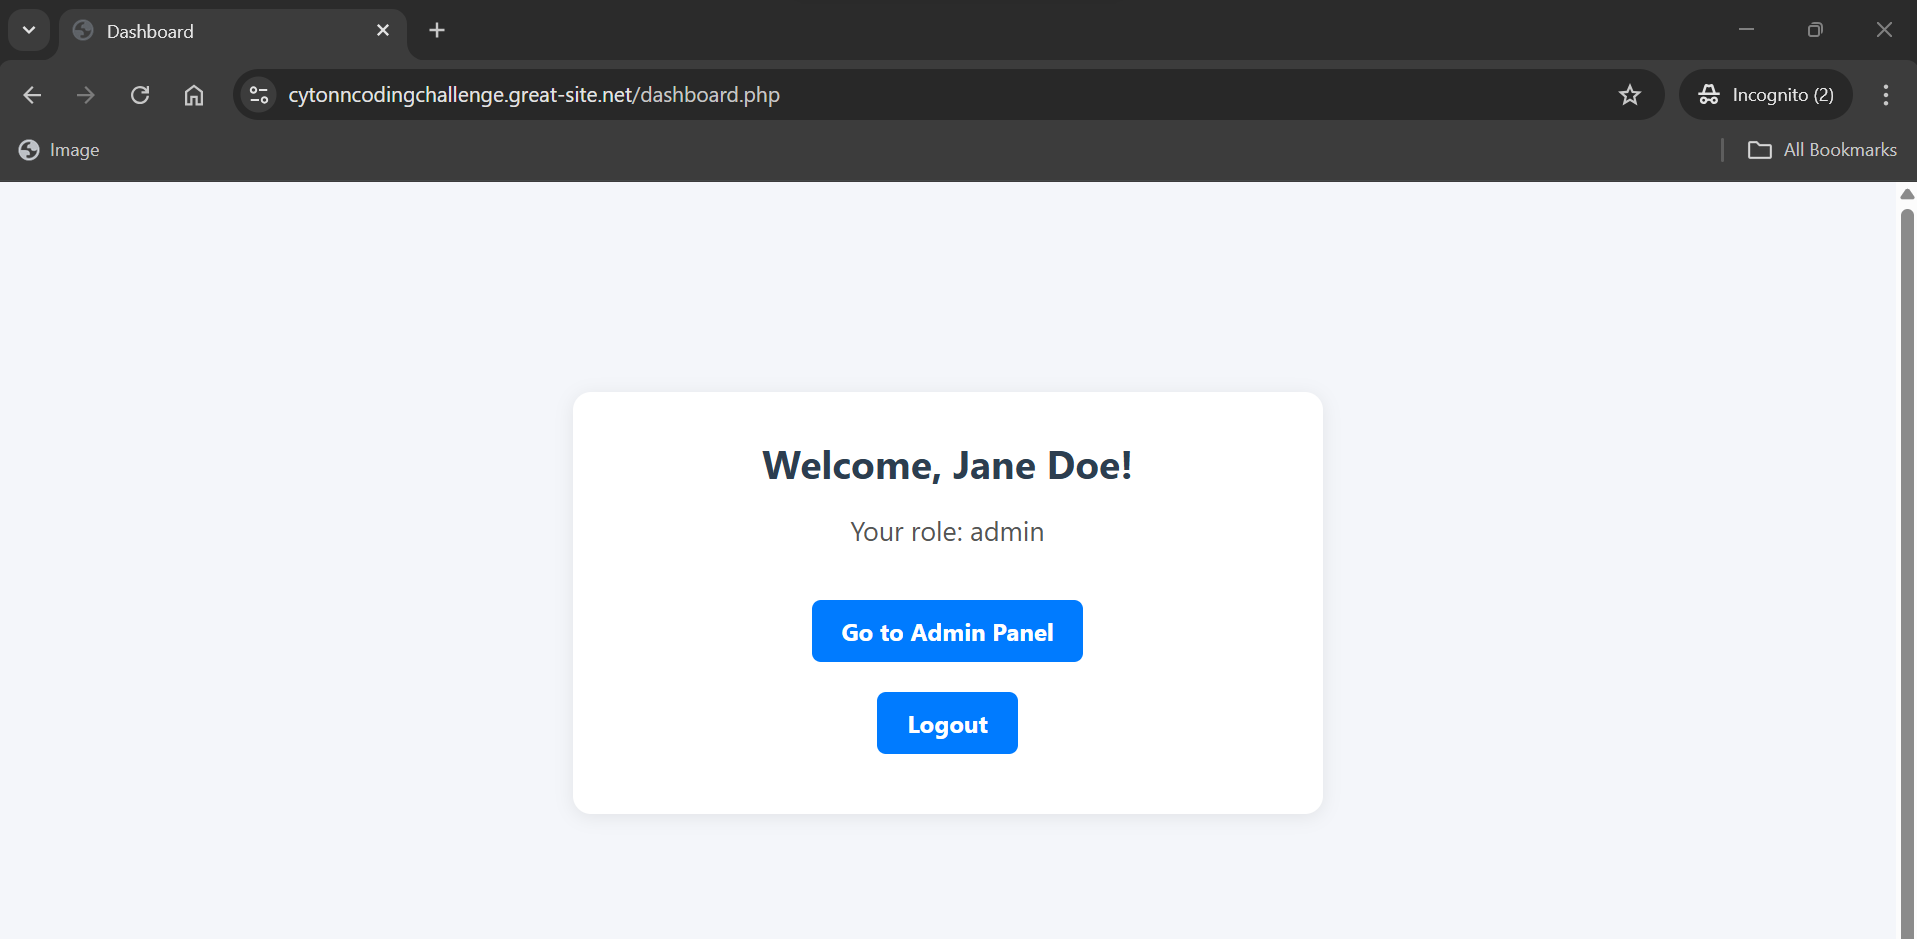 Dashboard
cytonncodingchallenge.great-site.net/dashboard.php
Incognito (2)
Image
All Bookmarks
Welcome, Jane Doe!
Your role: admin
Go to Admin Panel
Logout